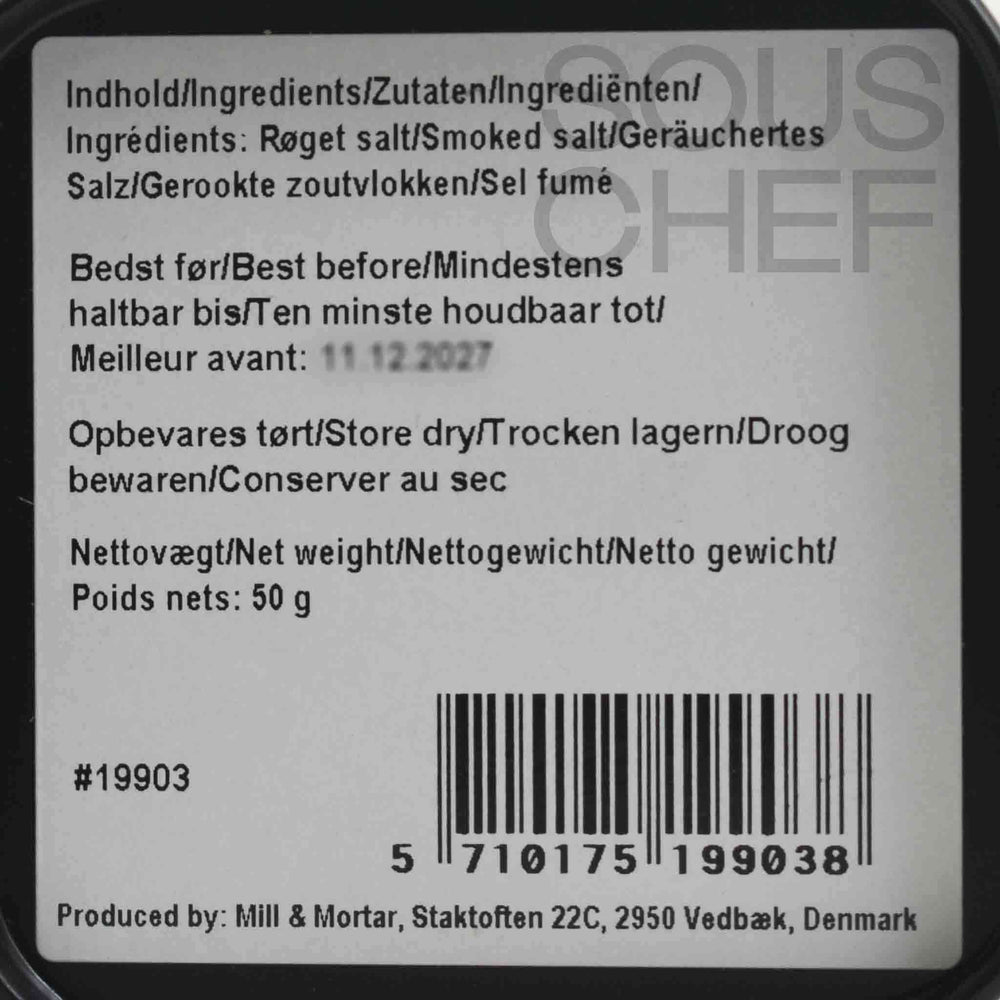 SOUS
CHEF
Indhold/Ingredients/Zutaten/Ingrediënten/
Ingrédients: Røget salt/Smoked salt/Geräuchertes
Salz/Gerookte zoutvlokken/Sel fumé
Bedst før/Best before/Mindestens
haltbar bis/Ten minste houdbaar tot/
Meilleur avant: 11.12.2027
Opbevares tørt/Store dry/Trocken lagern/Droog
bewaren/Conserver au sec
Nettovægt/Net weight/Nettogewicht/Netto gewicht/
Poids nets: 50 g
#19903
5 710175 199038
Produced by: Mill & Mortar, Staktoften 22C, 2950 Vedbæk, Denmark